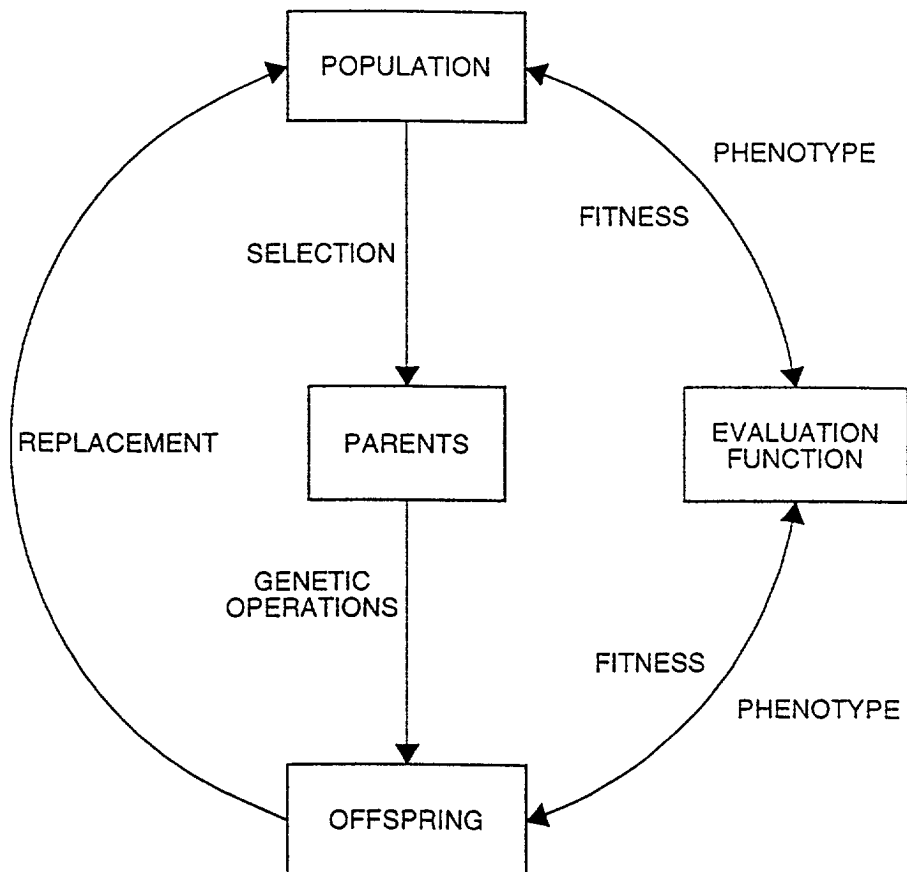 POPULATION
PHENOTYPE
FITNESS
SELECTION
REPLACEMENT
PARENTS
EVALUATION
FUNCTION
GENETIC
OPERATIONS
FITNESS
PHENOTYPE
OFFSPRING